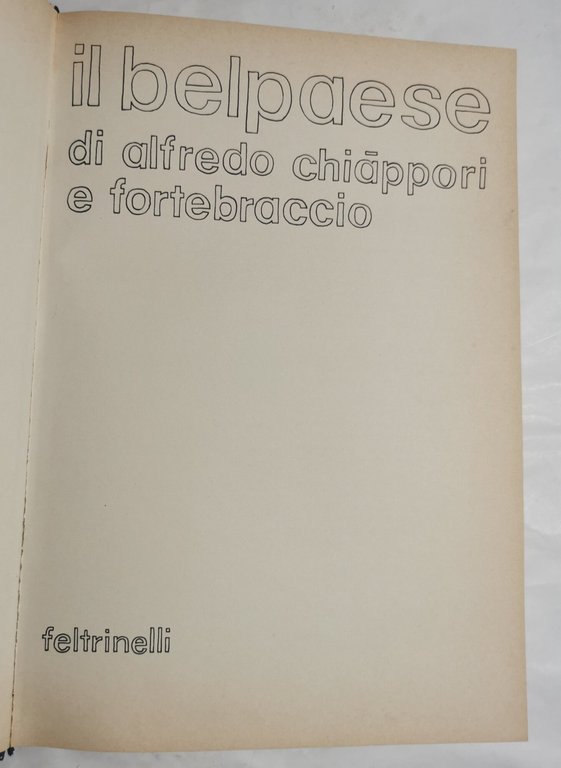 il belpaese
di alfredo chiāppori
e fortebraccio
feltrinelli